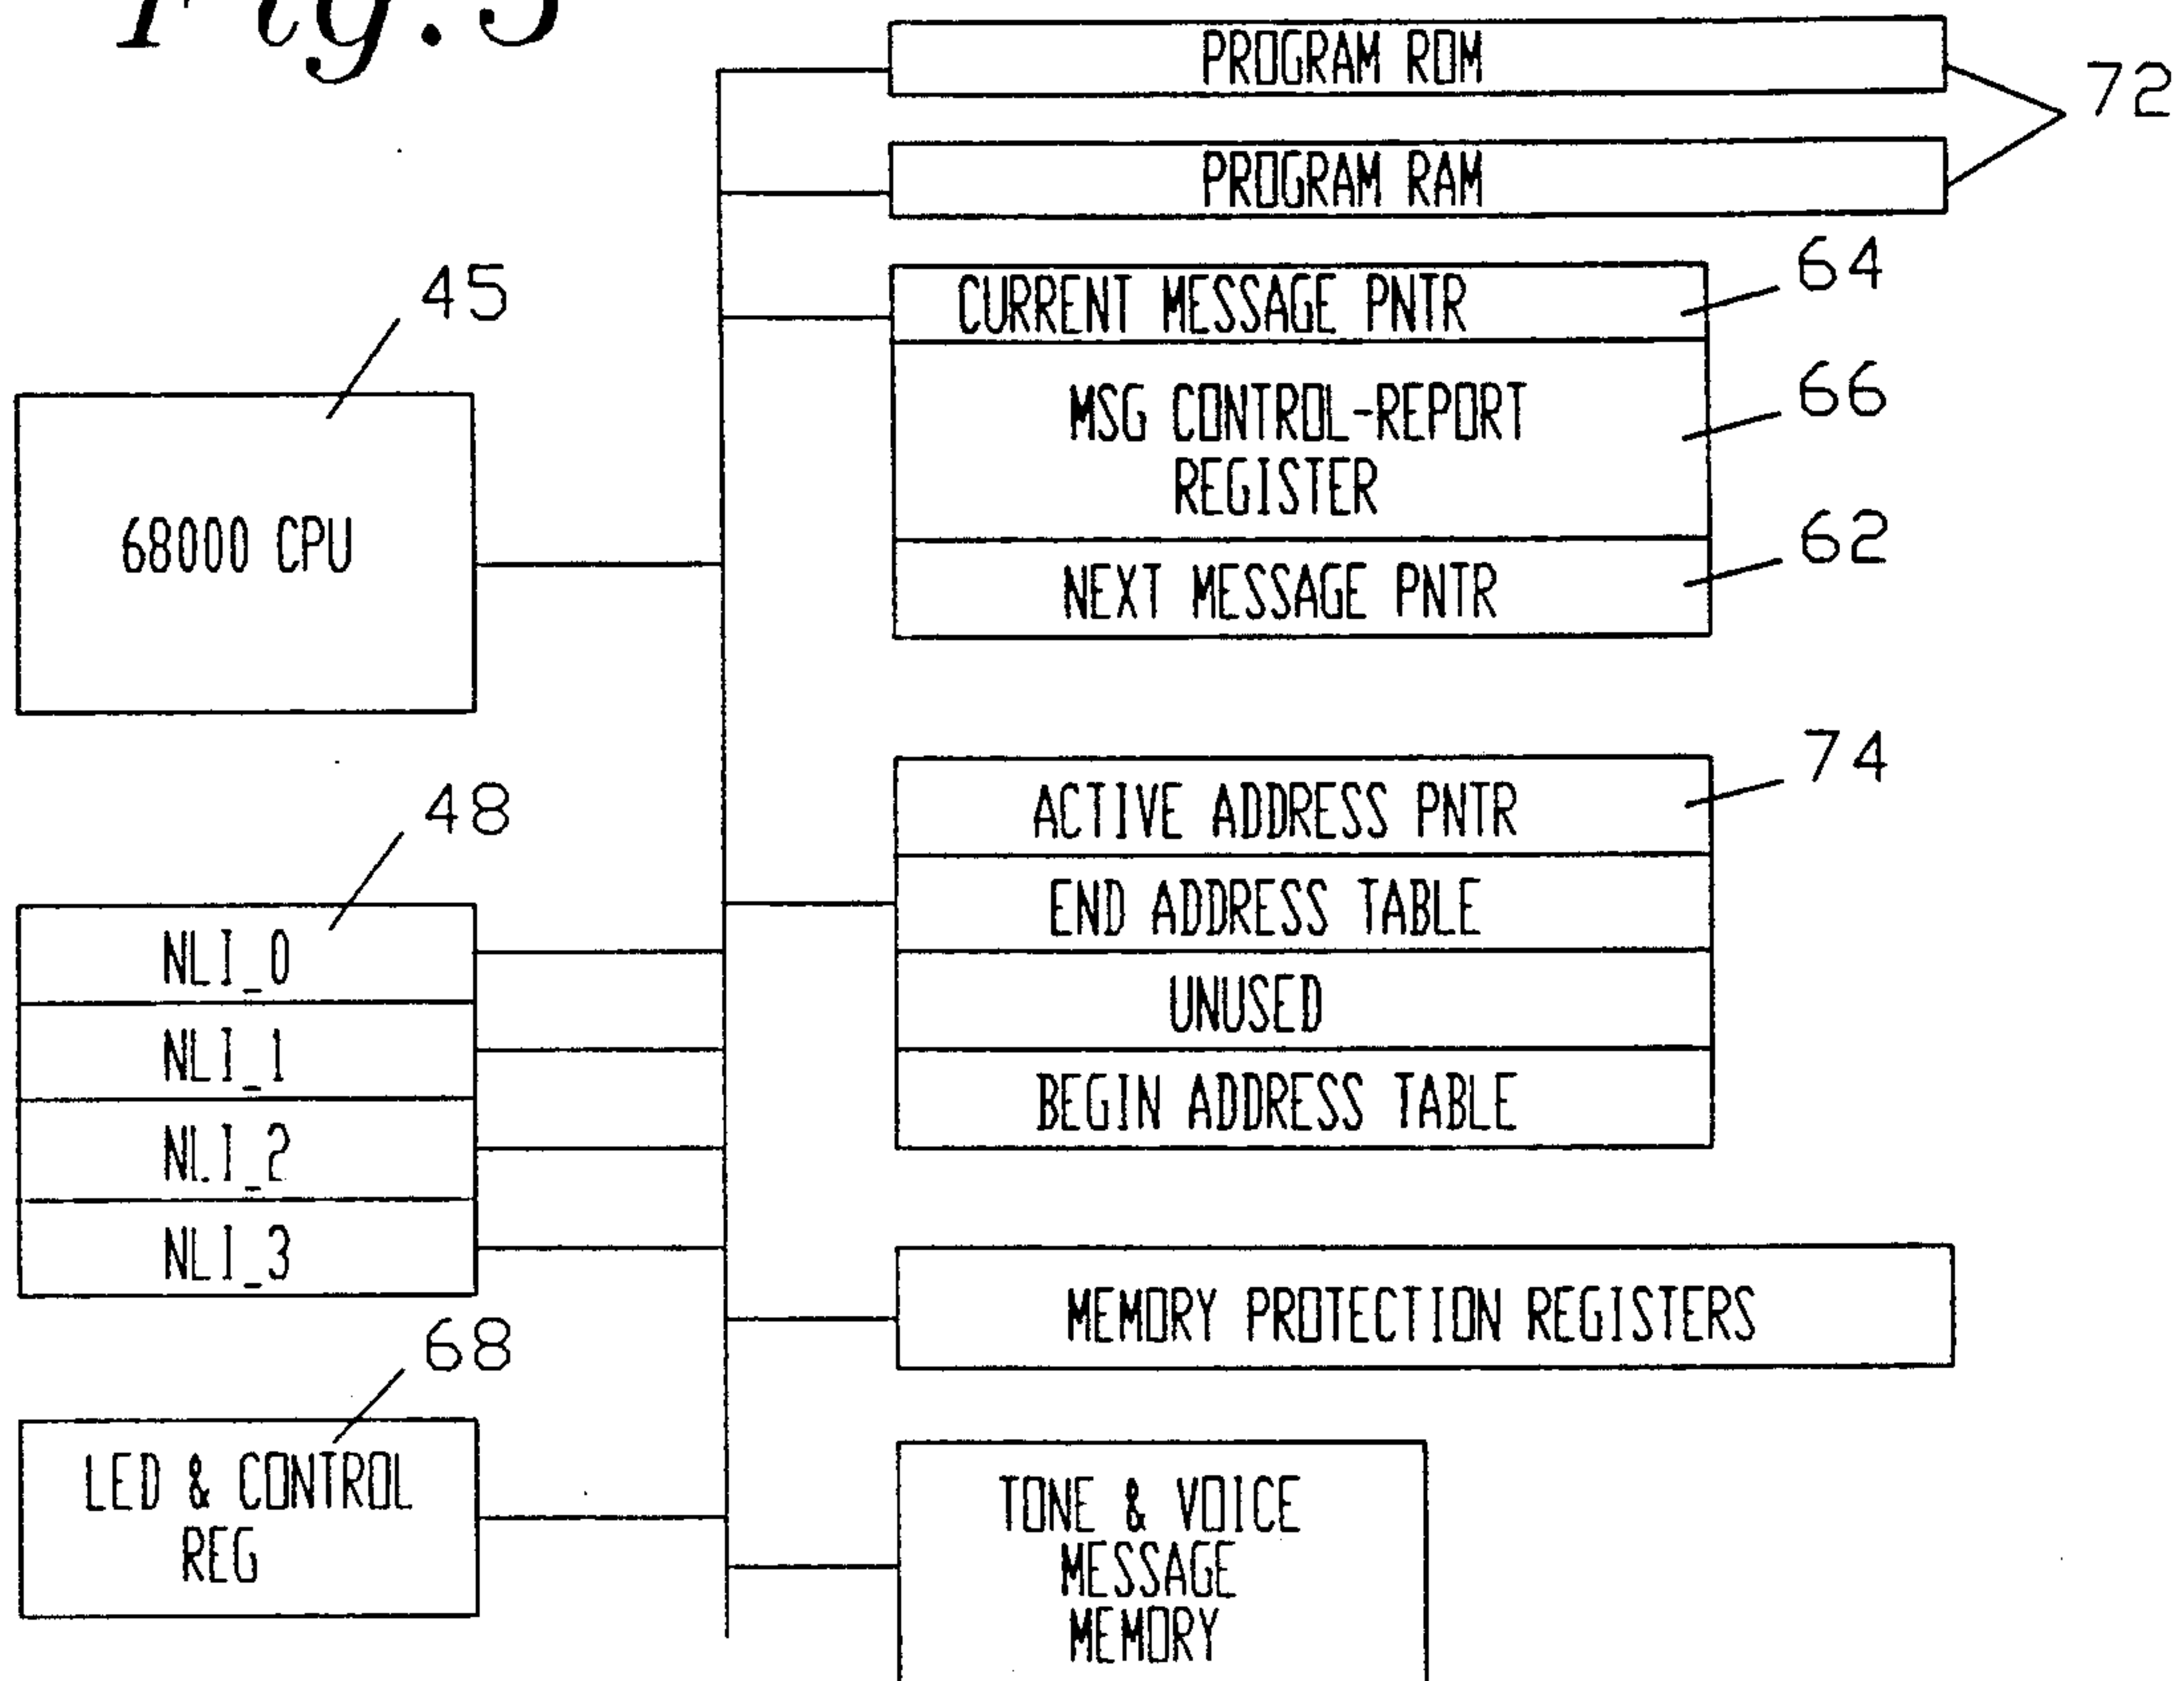 Fig. 5
PROGRAM ROM
72
PROGRAM RAM
64
CURRENT MESSAGE PNTR
45
66
MSG CONTROL-REPORT
REGISTER
62
68000 CPU
NEXT MESSAGE PNTR
74
ACTIVE ADDRESS PNTR
48
END ADDRESS TABLE
NLI_0
UNUSED
NLI_1
BEGIN ADDRESS TABLE
NLI_2
NLI_3
MEMORY PROTECTION REGISTERS
68
LED & CONTROL
REG
TONE & VOICE
MESSAGE
MEMORY